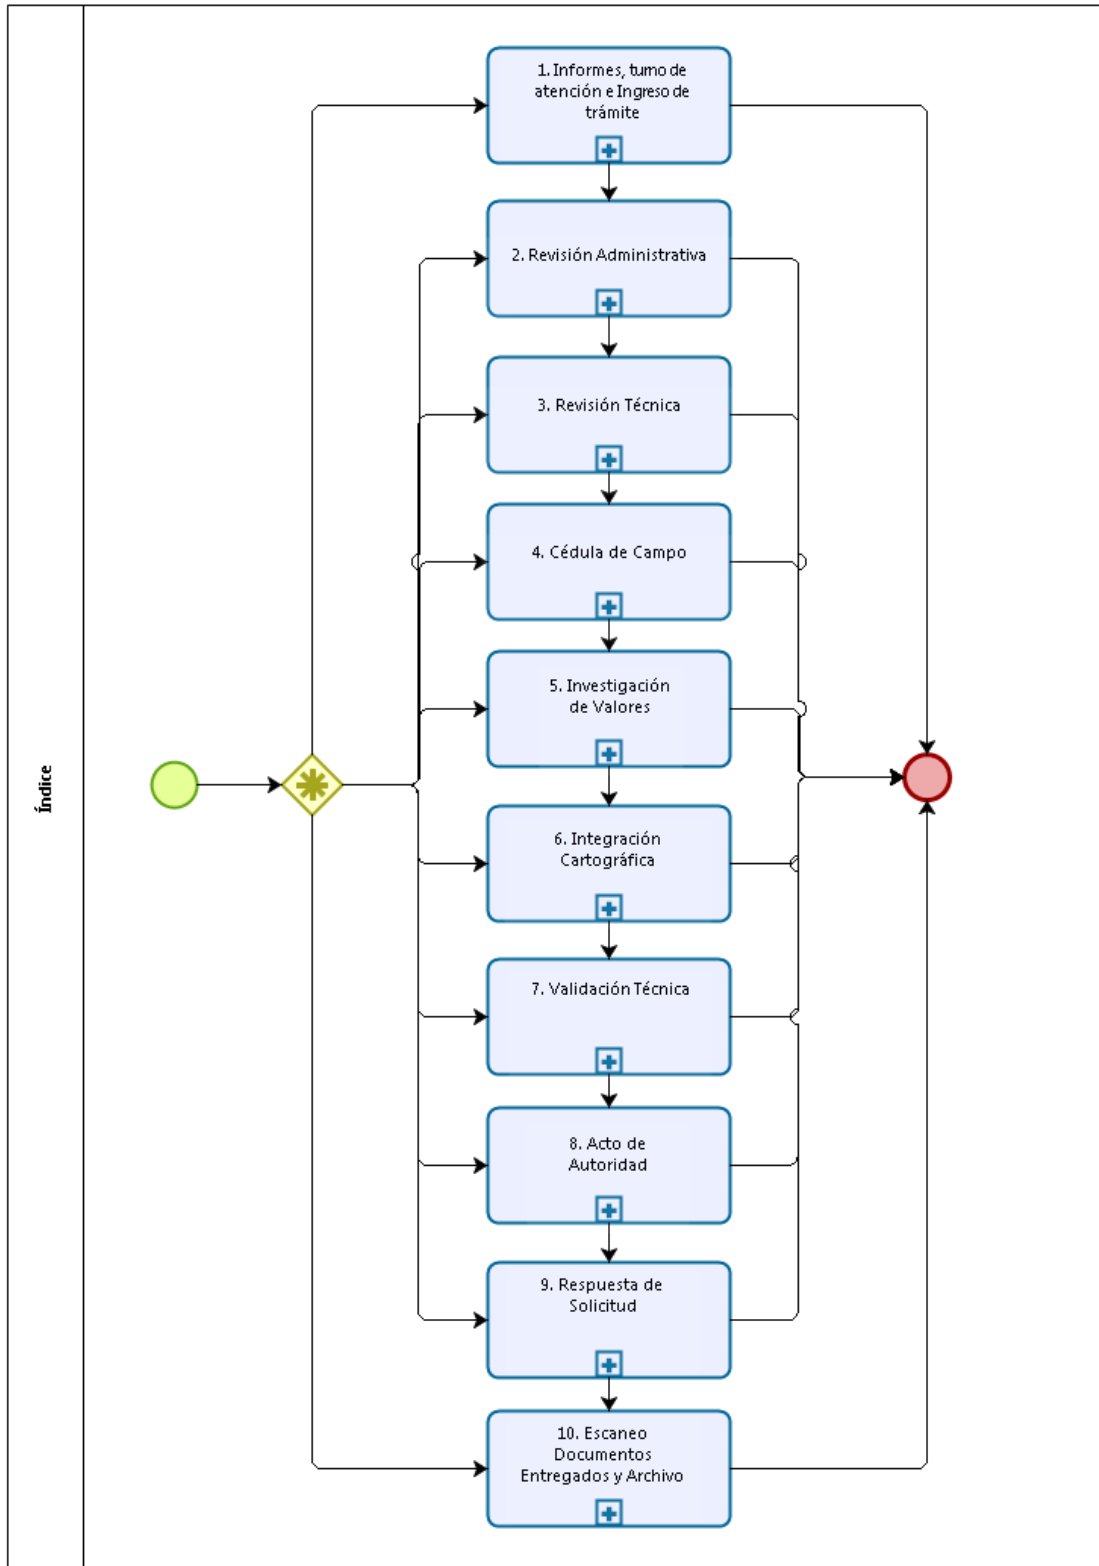 1. Informes, turno de
atención e Ingreso de
trámite
2. Revisión Administrativa
3. Revisión Técnica
4. Cédula de Campo
5. Investigación
de Valores
Índice
6. Integración
Cartográfica
7. Validación Técnica
8. Acto de
Autoridad
9. Respuesta de
Solicitud
10. Escaneo
Documentos
Entregados y Archivo